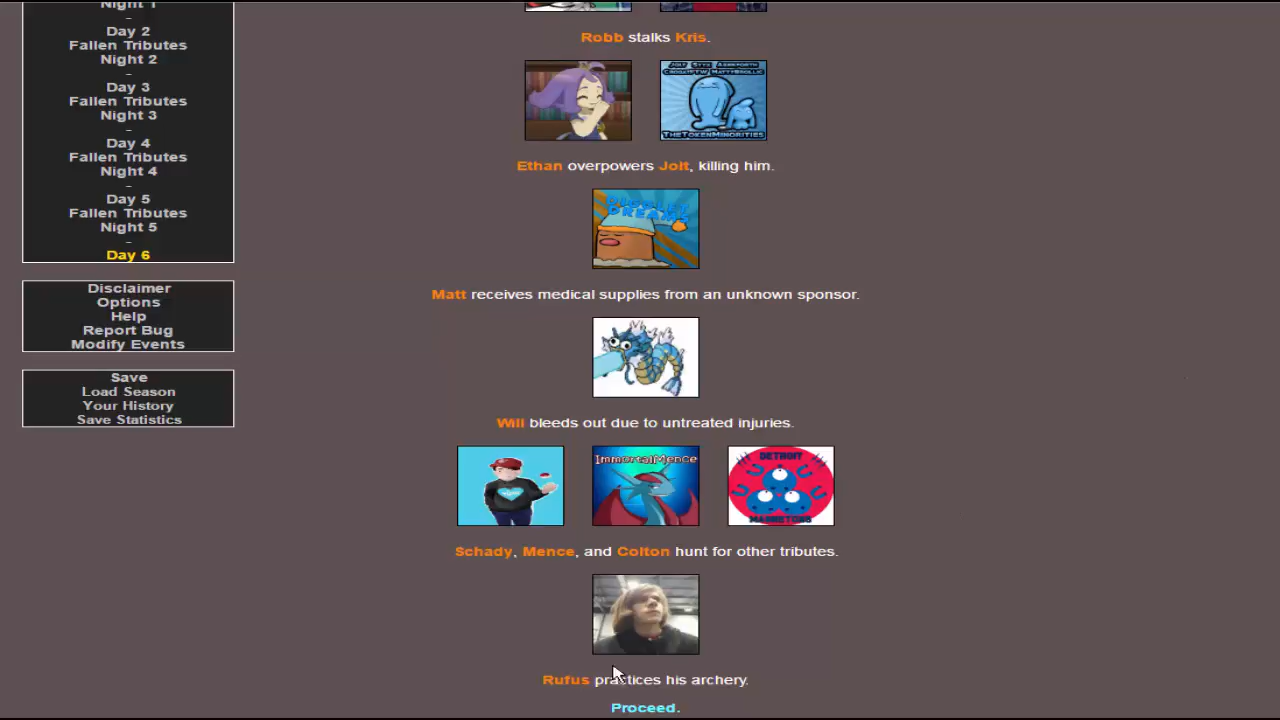 Night 1
-
Day 2
Fallen Tributes
Night 2
-
Day 3
Fallen Tributes
Night 3
-
Day 4
Fallen Tributes
Night 4
-
Day 5
Fallen Tributes
Night 5
-
Day 6
Disclaimer
Options
Help
Report Bug
Modify Events
Save
Load Season
Your History
Save Statistics
Robb stalks Kris.
TheTokenMinorities
Ethan overpowers Jolt, killing him.
DIGLETT
DREAMS
Matt receives medical supplies from an unknown sponsor.
Will bleeds out due to untreated injuries.
ImmortalMence
DETROIT
MAGNETONS
Schady, Mence, and Colton hunt for other tributes.
Rufus practices his archery.
Proceed.